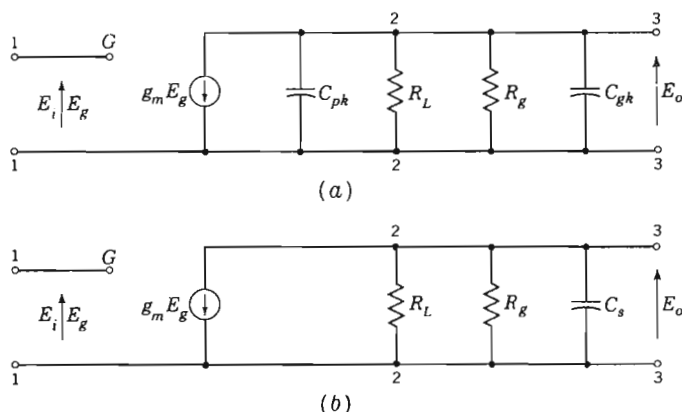 2 3
1 G
E_i E_g g_m E_g C_pk R_L R_g C_gk E_o
1 2 3
(a)
2 3
1 G
E_i E_g g_m E_g R_L R_g C_s E_o
1 2 3
(b)